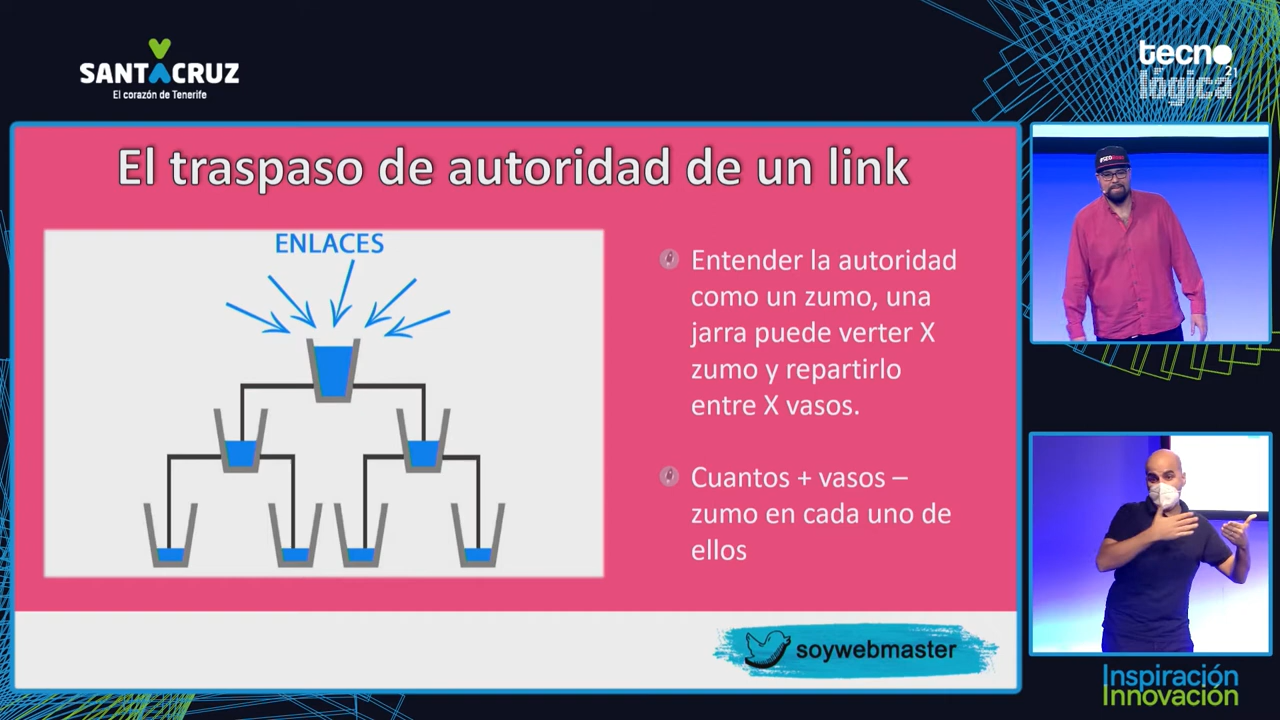 SANTACRUZ
El corazón de Tenerife
tecno
lógica
21
El traspaso de autoridad de un link
ENLACES
Entender la autoridad
como un zumo, una
jarra puede verter X
zumo y repartirlo
entre X vasos.
Cuantos + vasos –
zumo en cada uno de
ellos
soywebmaster
Inspiración
Innovación